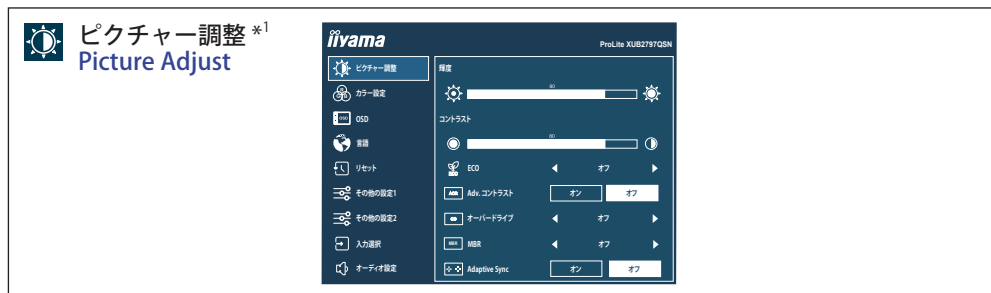 ピクチャー調整 *1
Picture Adjust
iiyama
ProLite XUB2797QSN
ピクチャー調整
カラー設定
OSD
言語
リセット
その他の設定1
その他の設定2
入力選択
オーディオ設定
輝度
80
コントラスト
80
ECO オフ
ACR Adv. コントラスト オン オフ
オーバードライブ オフ
MBR MBR オフ
Adaptive Sync オン オフ